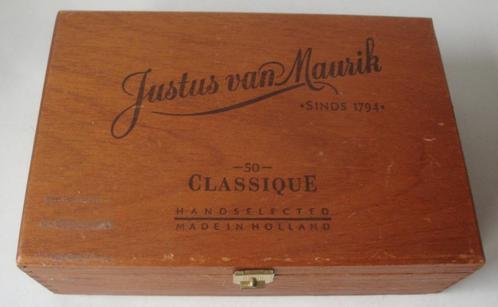 Justus van Maurik
•SINDS 1794•
—50—
CLASSIQUE
HANDSELECTED
MADE IN HOLLAND